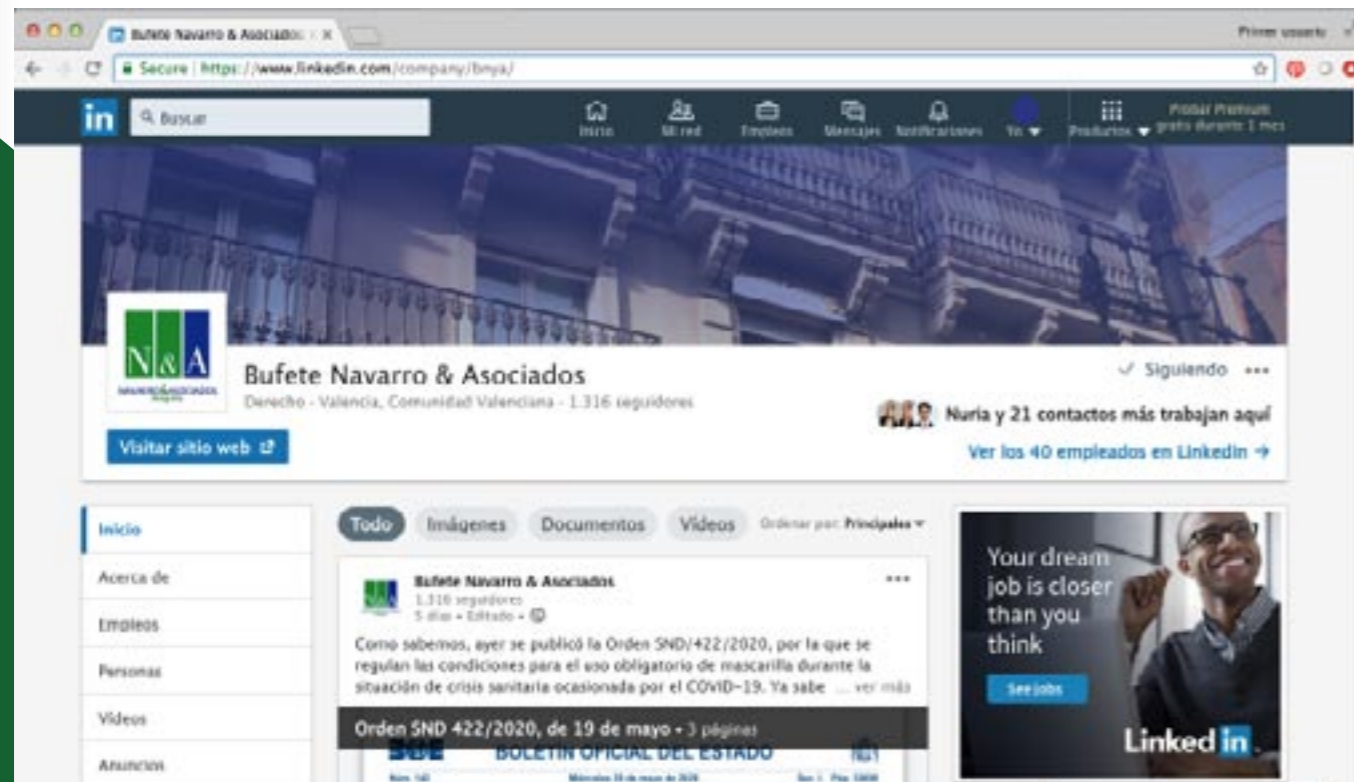 Bufete Navarro & Asociados
Primer usuario
Secure https://www.linkedin.com/company/bnya/
in Buscar
Inicio Mi red Empleos Mensajes Notificaciones Yo Productos Probar Premium
gratis durante 1 mes
N&A
Bufete Navarro & Asociados
Derecho - Valencia, Comunidad Valenciana - 1.316 seguidores
Siguiendo
Nuria y 21 contactos más trabajan aquí
Visitar sitio web
Ver los 40 empleados en LinkedIn →
Inicio
Acerca de
Empleos
Personas
Vídeos
Anuncios
Todo Imágenes Documentos Vídeos Ordenar por: Principales
Bufete Navarro & Asociados
1.316 seguidores
5 días • Editado •
Como sabemos, ayer se publicó la Orden SND/422/2020, por la que se
regulan las condiciones para el uso obligatorio de mascarilla durante la
situación de crisis sanitaria ocasionada por el COVID-19. Ya sabe ... ver más
Orden SND 422/2020, de 19 de mayo • 3 páginas
BOLETÍN OFICIAL DEL ESTADO
Your dream
job is closer
than you
think
See jobs
Linked in